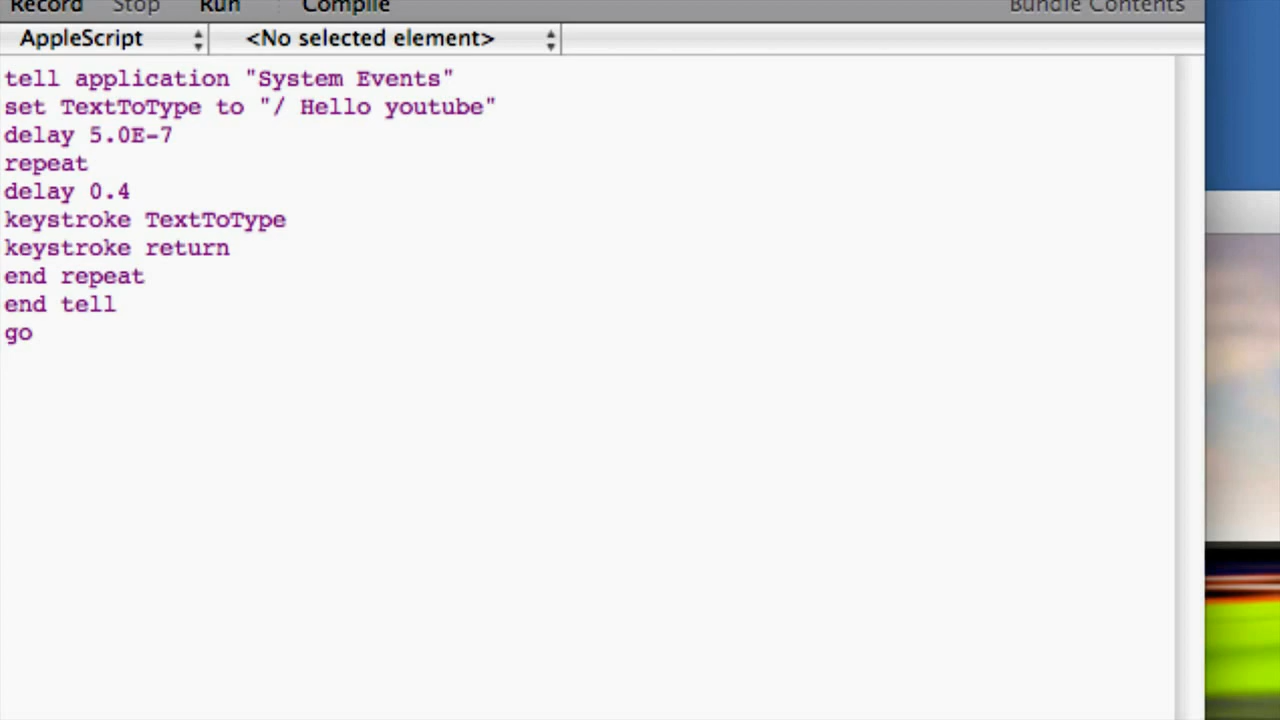 Record Stop Run Compile Bundle Contents
AppleScript <No selected element>
tell application "System Events"
set TextToType to "/ Hello youtube"
delay 5.0E-7
repeat
delay 0.4
keystroke TextToType
keystroke return
end repeat
end tell
go